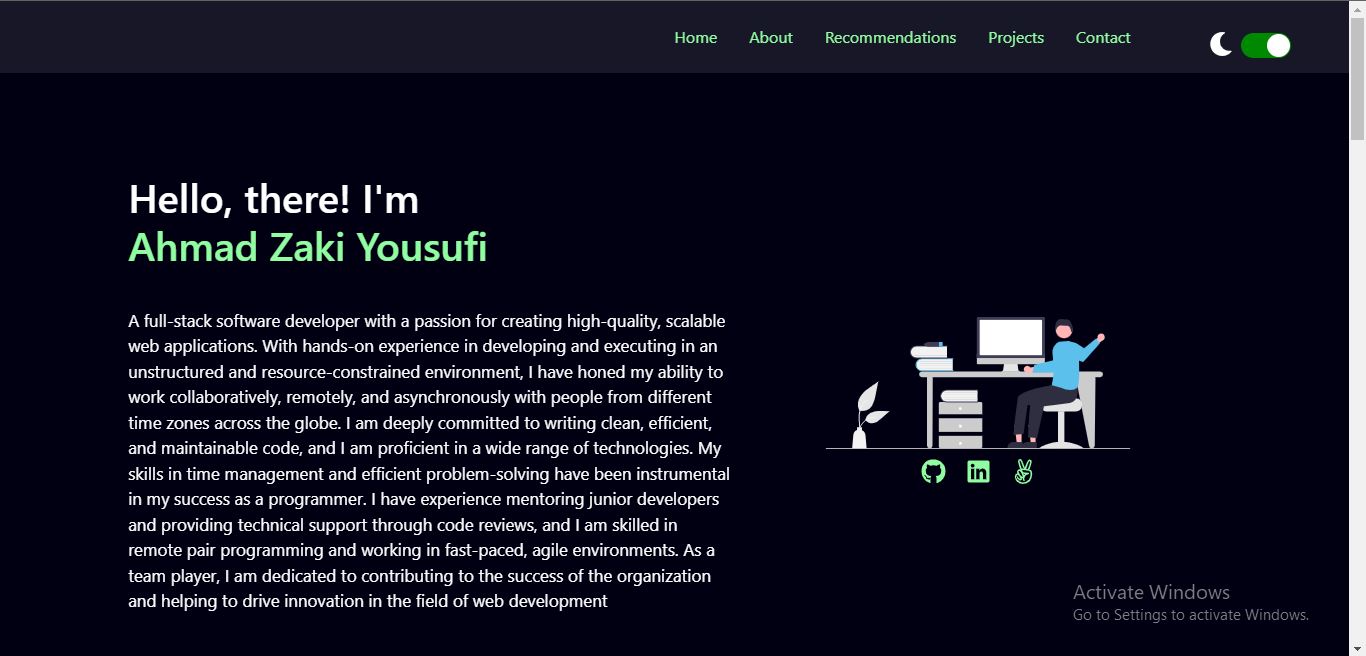 Home About Recommendations Projects Contact
Hello, there! I'm
Ahmad Zaki Yousufi
A full-stack software developer with a passion for creating high-quality, scalable
web applications. With hands-on experience in developing and executing in an
unstructured and resource-constrained environment, I have honed my ability to
work collaboratively, remotely, and asynchronously with people from different
time zones across the globe. I am deeply committed to writing clean, efficient,
and maintainable code, and I am proficient in a wide range of technologies. My
skills in time management and efficient problem-solving have been instrumental
in my success as a programmer. I have experience mentoring junior developers
and providing technical support through code reviews, and I am skilled in
remote pair programming and working in fast-paced, agile environments. As a
team player, I am dedicated to contributing to the success of the organization
and helping to drive innovation in the field of web development
in
Activate Windows
Go to Settings to activate Windows.